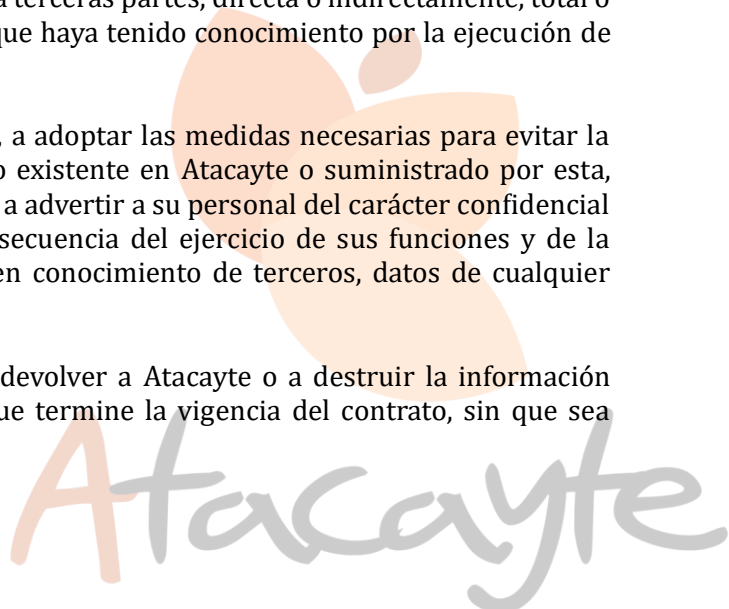 a terceras partes, directa o indirectamente, total o
que haya tenido conocimiento por la ejecución de
, a adoptar las medidas necesarias para evitar la
o existente en Atacayte o suministrado por esta,
a advertir a su personal del carácter confidencial
secuencia del ejercicio de sus funciones y de la
en conocimiento de terceros, datos de cualquier
devolver a Atacayte o a destruir la información
que termine la vigencia del contrato, sin que sea
Atacayte